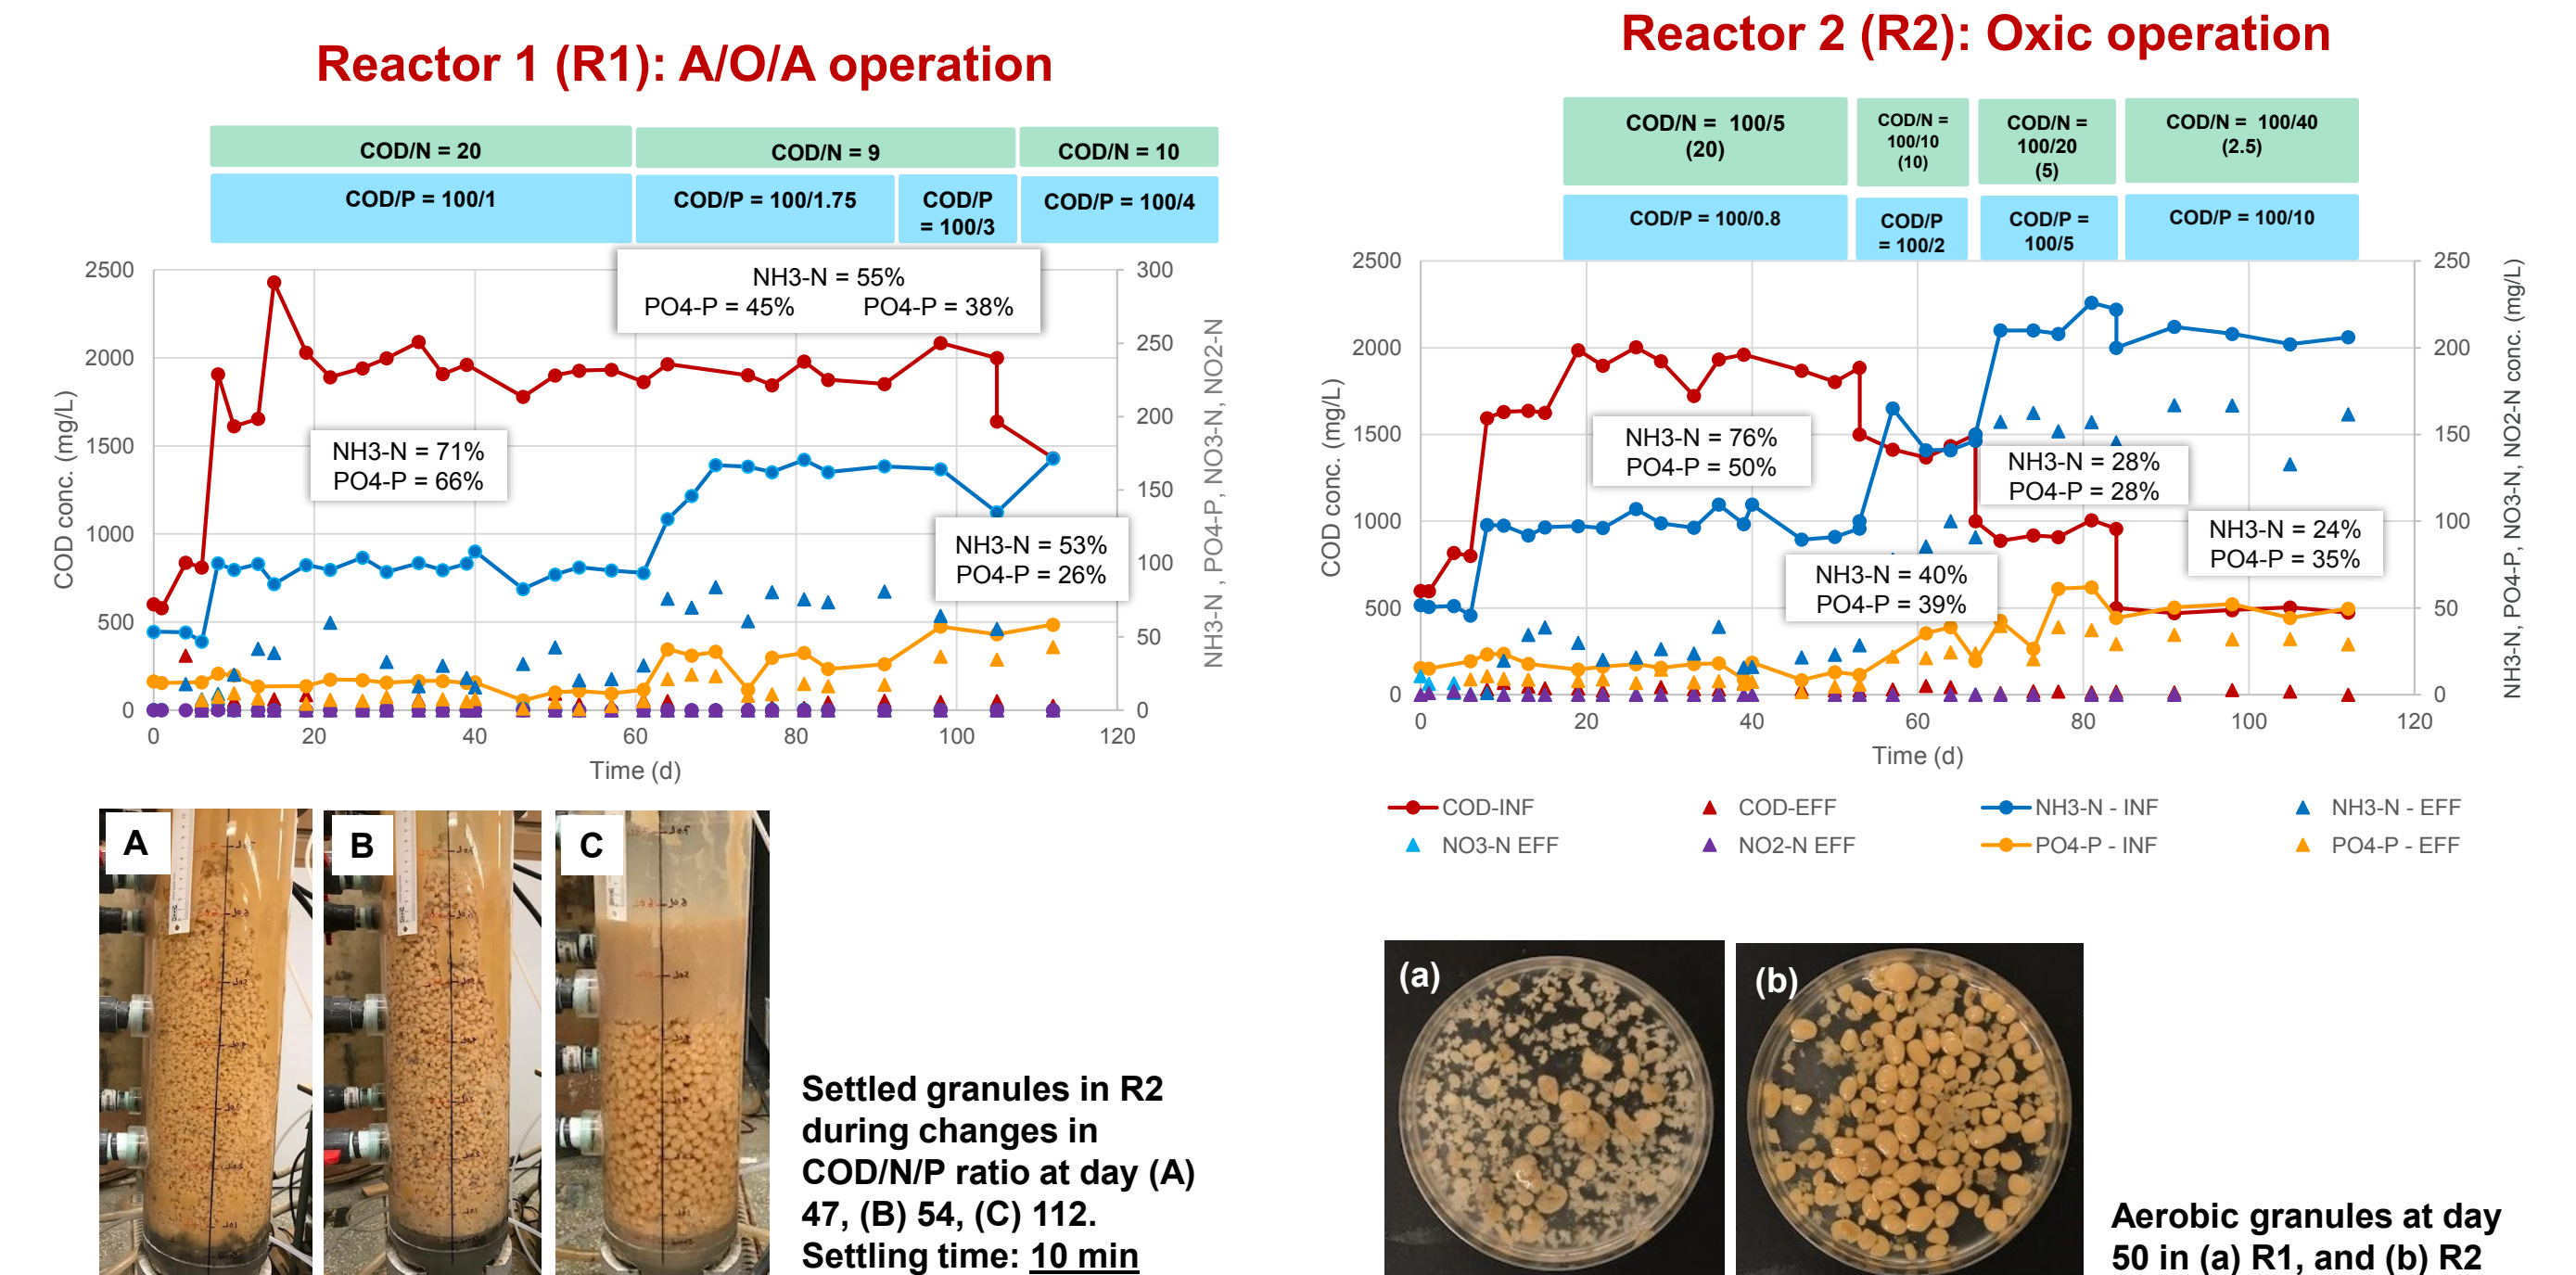 Reactor 1 (R1): A/O/A operation
COD/N = 20
COD/N = 9
COD/N = 10
COD/P = 100/1
COD/P = 100/1.75
COD/P
= 100/3
COD/P = 100/4
NH3-N = 55%
PO4-P = 45%
PO4-P = 38%
NH3-N = 71%
PO4-P = 66%
NH3-N = 53%
PO4-P = 26%
COD conc. (mg/L)
2500
2000
1500
1000
500
0
300
250
200
150
100
50
0
NH3-N , PO4-P, NO3-N, NO2-N
0
20
40
60
80
100
120
Time (d)
Reactor 2 (R2): Oxic operation
COD/N = 100/5
(20)
COD/N =
100/10
(10)
COD/N =
100/20
(5)
COD/N = 100/40
(2.5)
COD/P = 100/0.8
COD/P
= 100/2
COD/P =
100/5
COD/P = 100/10
NH3-N = 76%
PO4-P = 50%
NH3-N = 40%
PO4-P = 39%
NH3-N = 28%
PO4-P = 28%
NH3-N = 24%
PO4-P = 35%
COD conc. (mg/L)
2500
2000
1500
1000
500
0
250
200
150
100
50
0
NH3-N, PO4-P, NO3-N, NO2-N conc. (mg/L)
0
20
40
60
80
100
120
Time (d)
COD-INF
COD-EFF
NH3-N - INF
NH3-N - EFF
NO3-N EFF
NO2-N EFF
PO4-P - INF
PO4-P - EFF
A
B
C
Settled granules in R2
during changes in
COD/N/P ratio at day (A)
47, (B) 54, (C) 112.
Settling time: 10 min
(a)
(b)
Aerobic granules at day
50 in (a) R1, and (b) R2